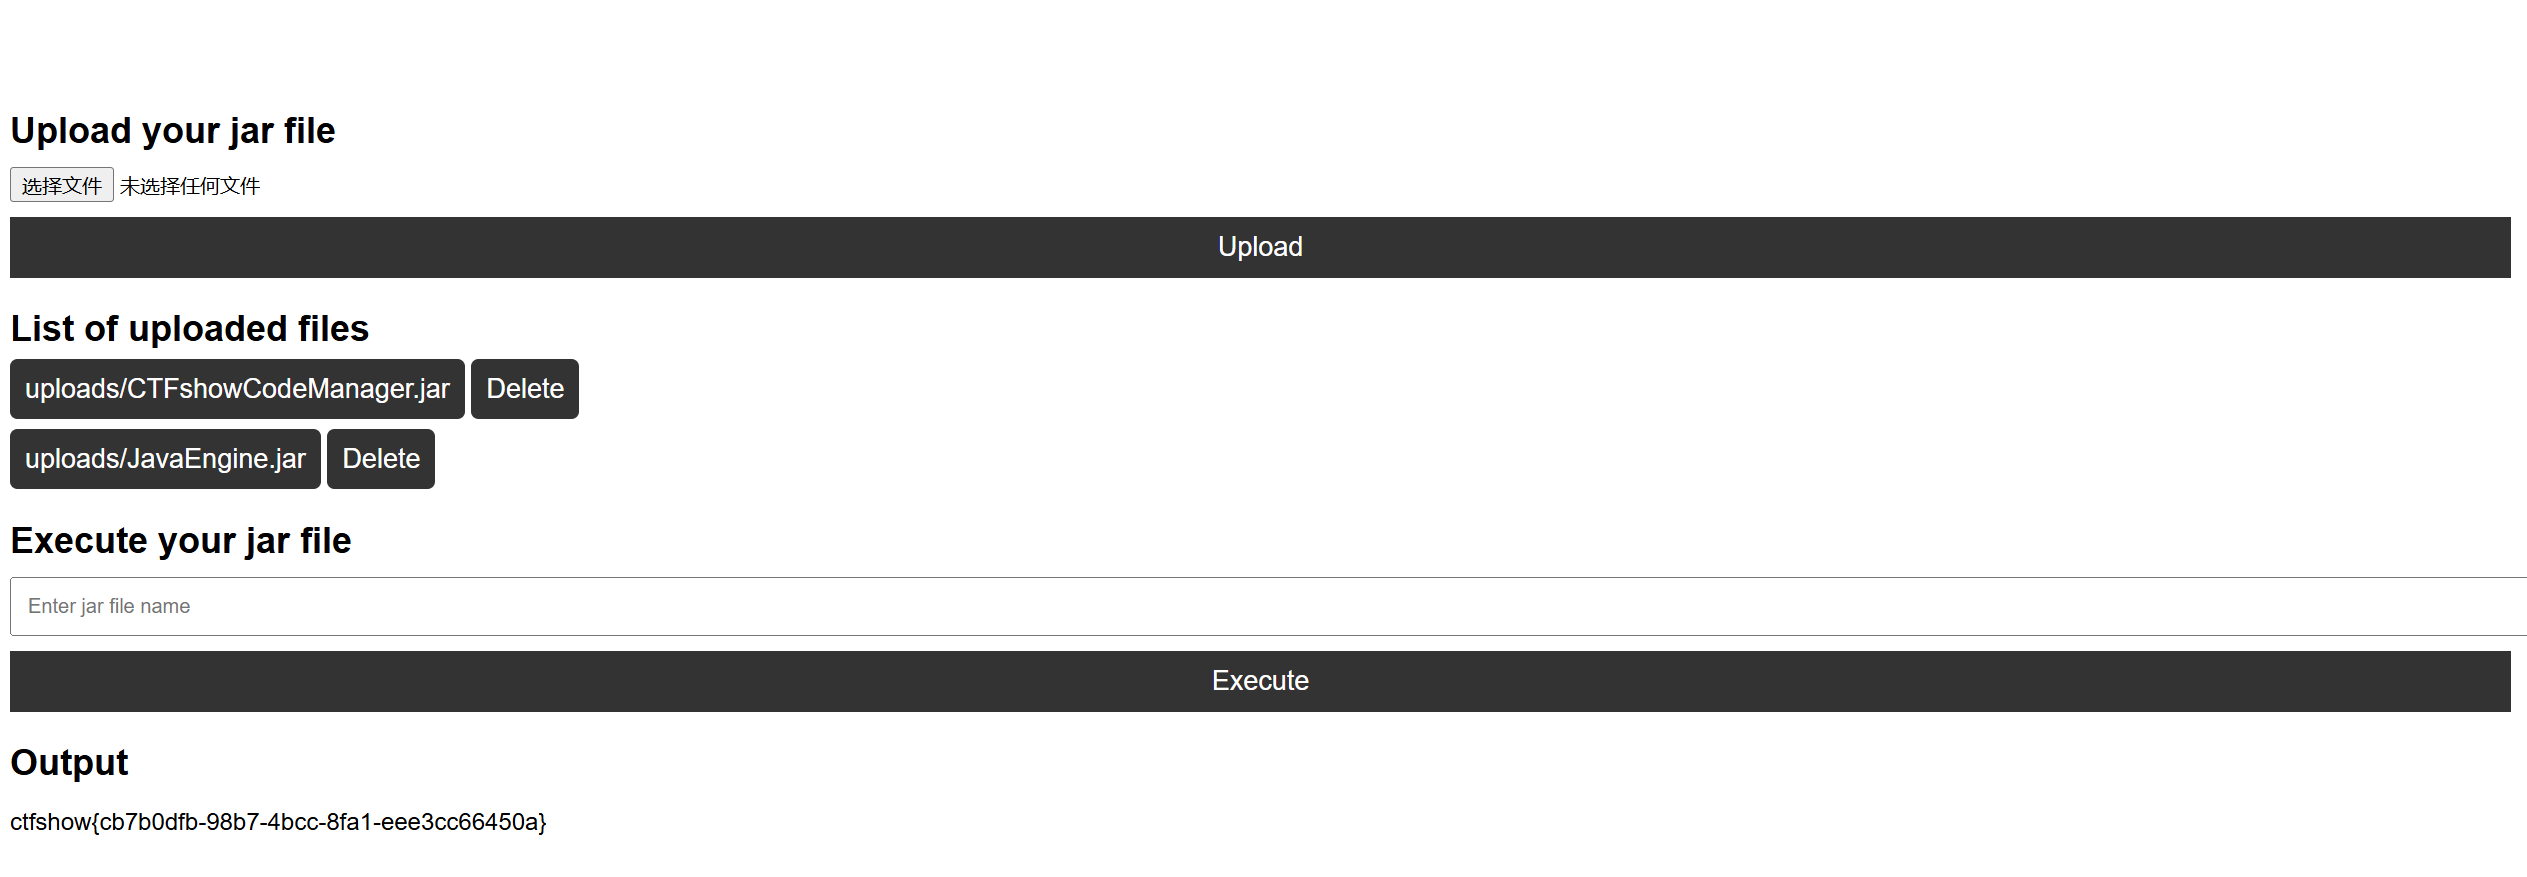 Upload your jar file
选择文件 未选择任何文件
Upload
List of uploaded files
uploads/CTFshowCodeManager.jar Delete
uploads/JavaEngine.jar Delete
Execute your jar file
Enter jar file name
Execute
Output
ctfshow{cb7b0dfb-98b7-4bcc-8fa1-eee3cc66450a}